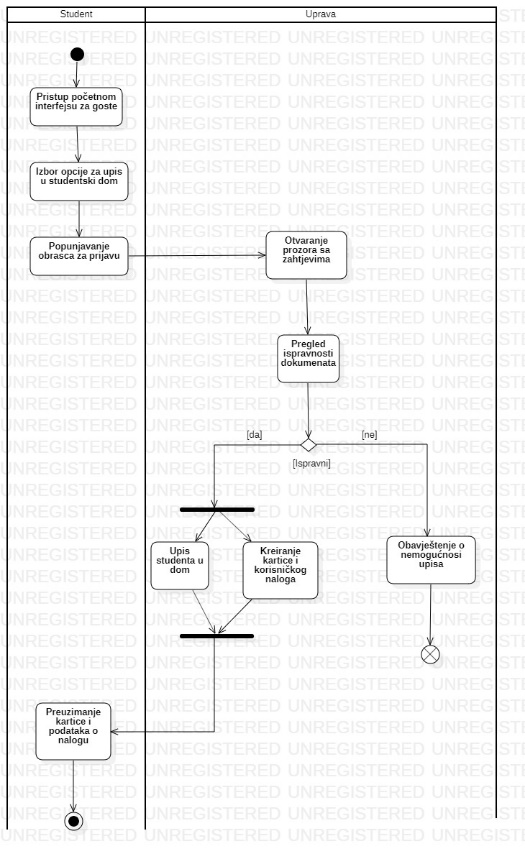 Student
Uprava
Pristup početnom
interfejsu za goste
Izbor opcije za upis
u studentski dom
Popunjavanje
obrasca za prijavu
Otvaranje
prozora sa
zahtjevima
Pregled
ispravnosti
dokumenata
[da]
[ne]
[Ispravni]
Upis
studenta u
dom
Kreiranje
kartice i
korisničkog
naloga
Obavještenje o
nemogućnosi
upisa
Preuzimanje
kartice i
podataka o
nalogu
UNREGISTERED